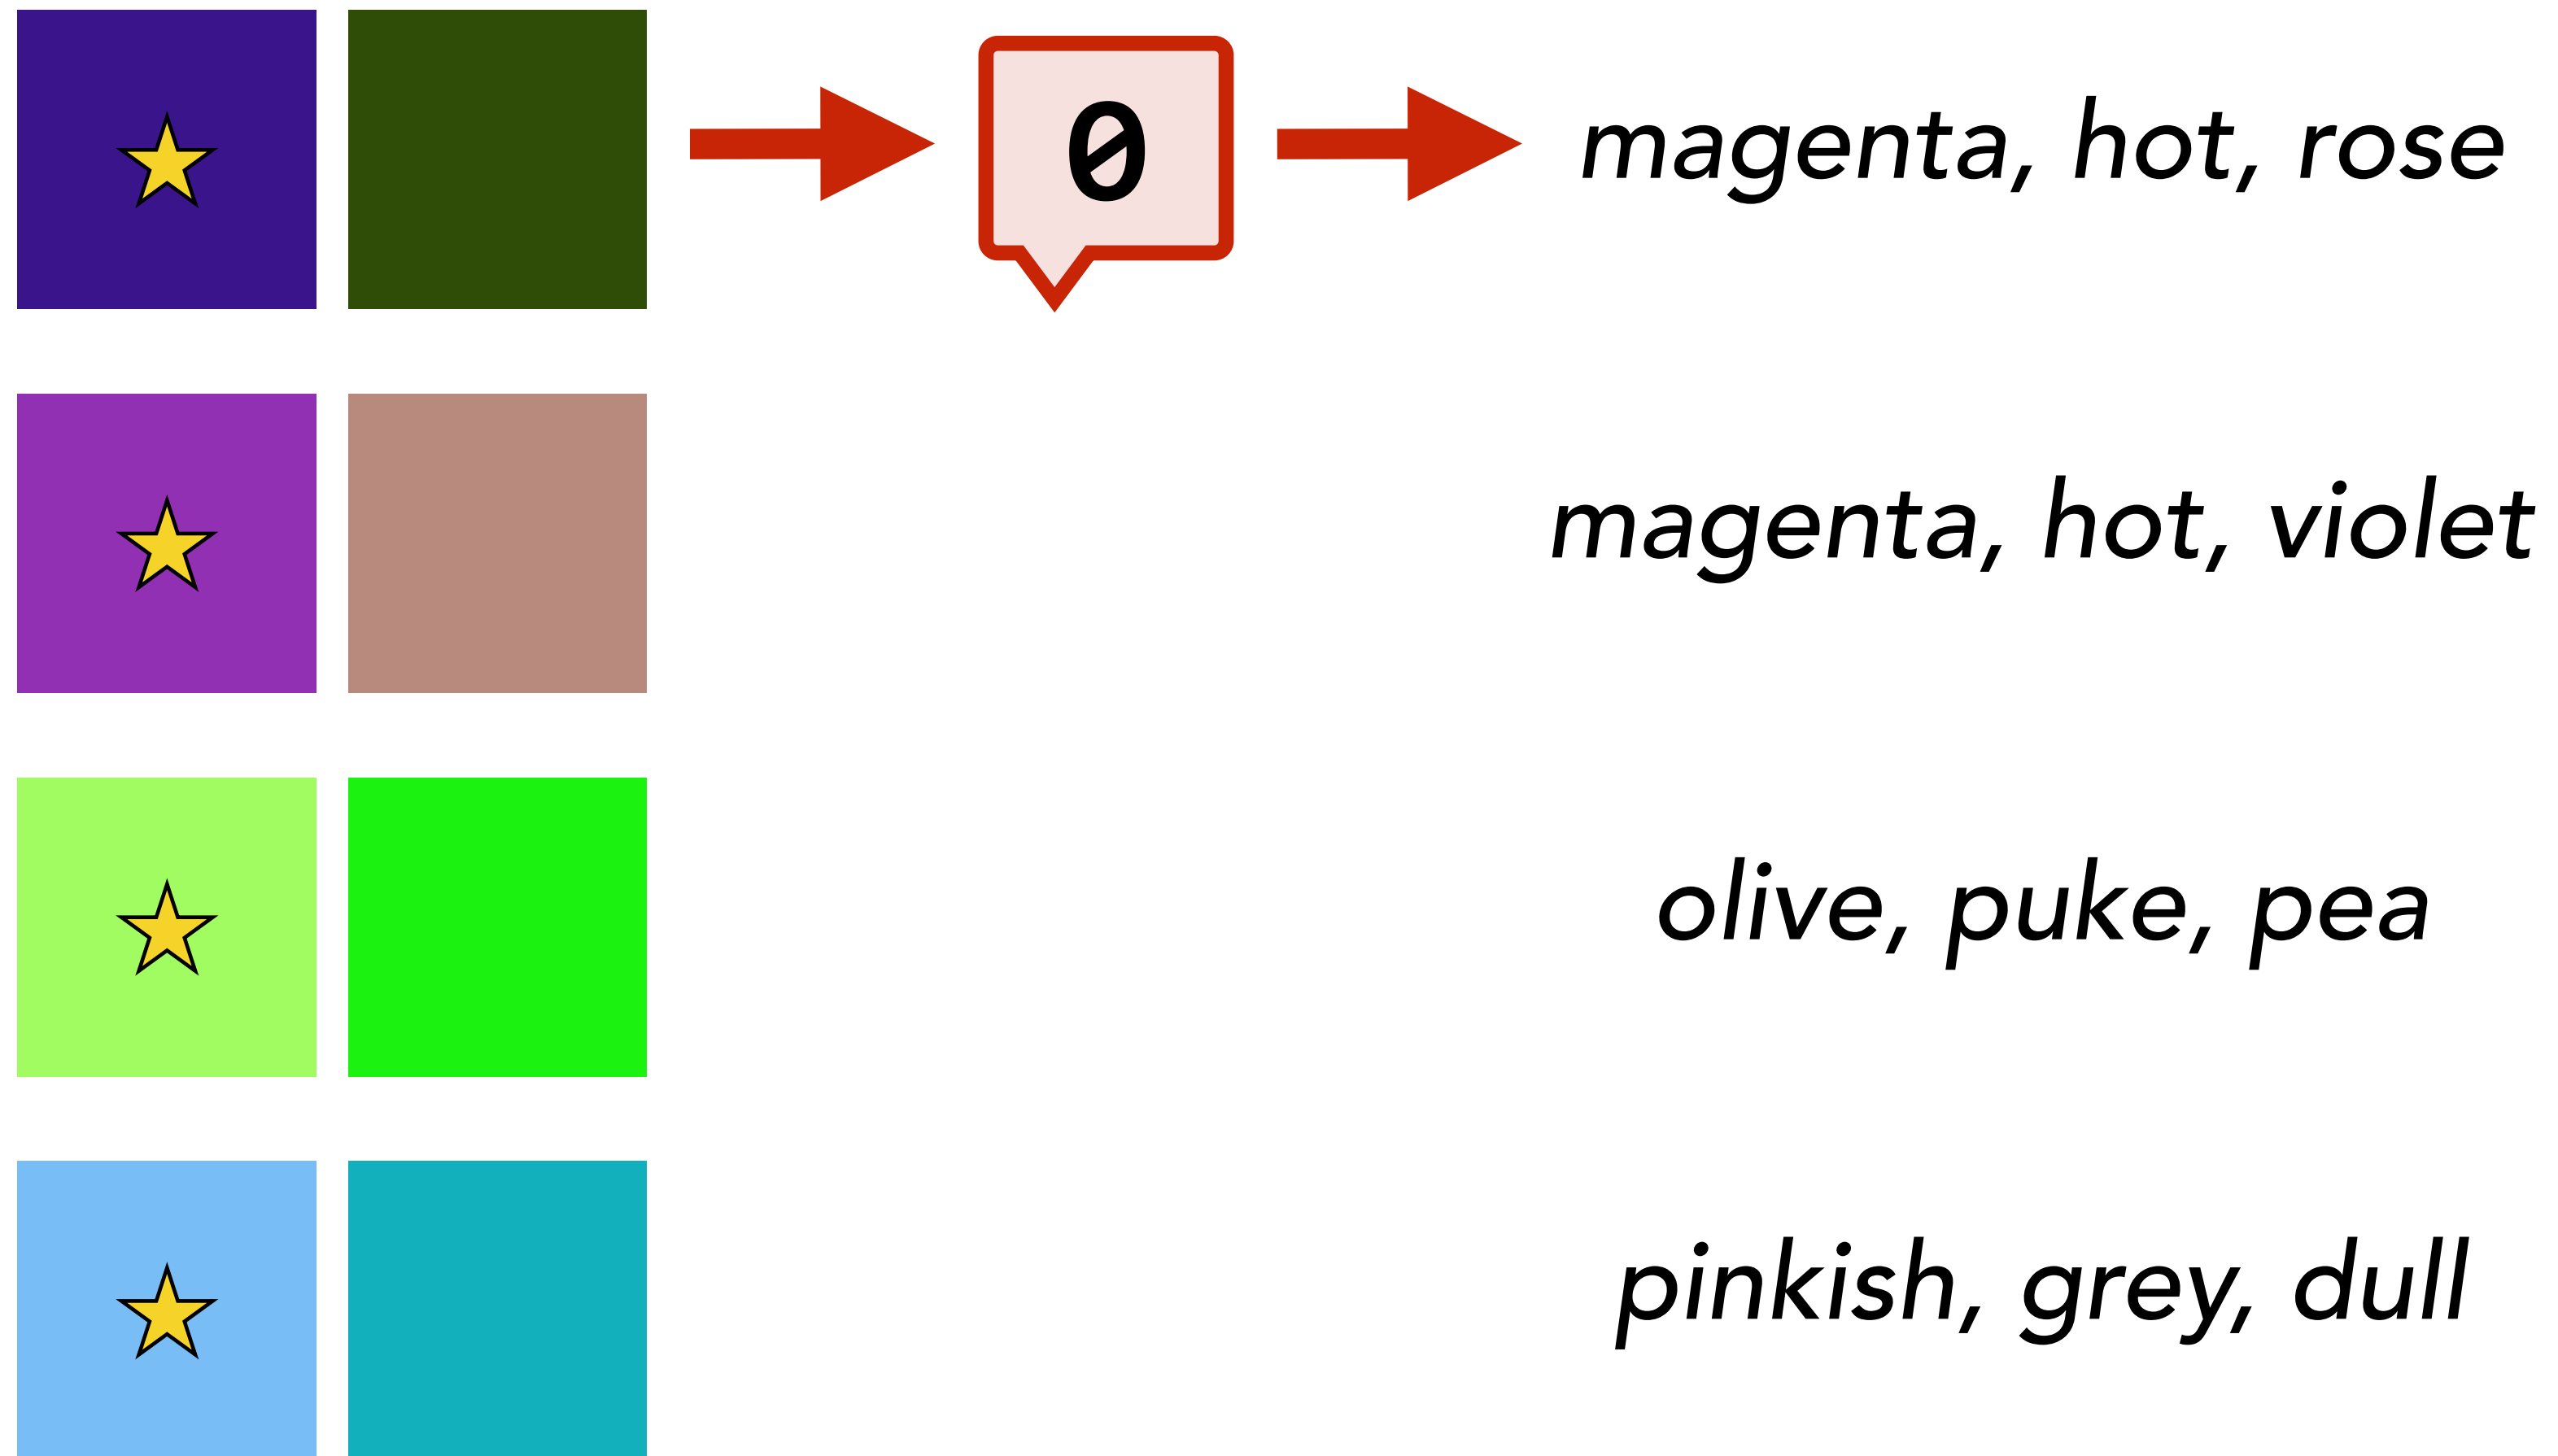 0
magenta, hot, rose
magenta, hot, violet
olive, puke, pea
pinkish, grey, dull